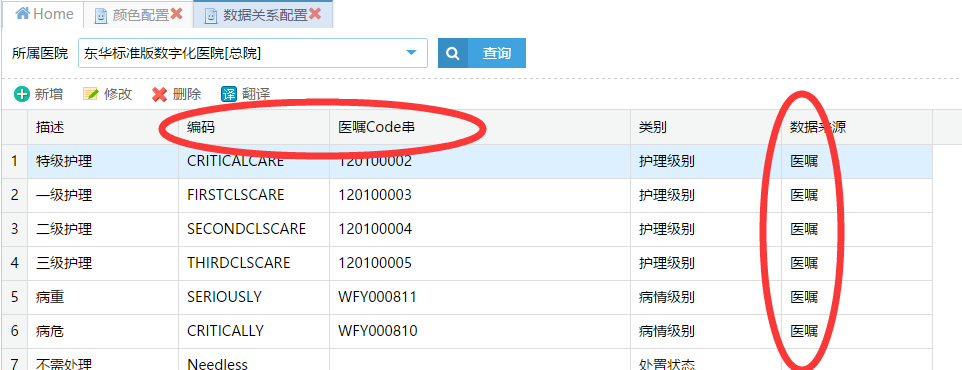 Home 颜色配置 数据关系配置
所属医院 东华标准版数字化医院[总院] 查询
新增 修改 删除 译 翻译
描述 编码 医嘱Code串 类别 数据来源
1 特级护理 CRITICALCARE 120100002 护理级别 医嘱
2 一级护理 FIRSTCLSCARE 120100003 护理级别 医嘱
3 二级护理 SECONDCLSCARE 120100004 护理级别 医嘱
4 三级护理 THIRDCLSCARE 120100005 护理级别 医嘱
5 病重 SERIOUSLY WFY000811 病情级别 医嘱
6 病危 CRITICALLY WFY000810 病情级别 医嘱
7 不需处理 Needless 处置状态